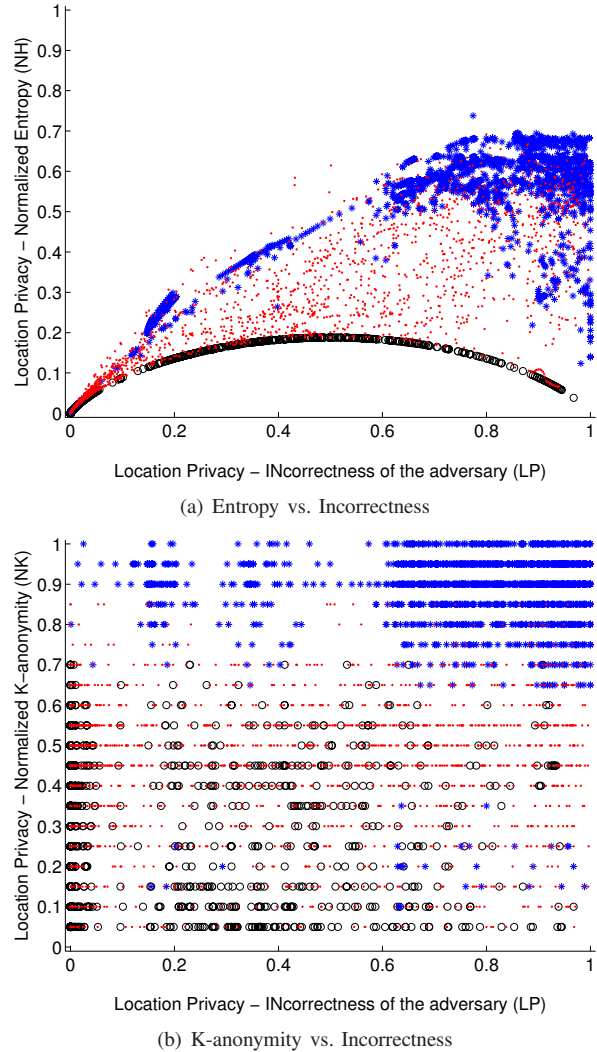 1
0.9
0.8
0.7
0.6
0.5
0.4
0.3
0.2
0.1
0
Location Privacy − Normalized Entropy (NH)
0 0.2 0.4 0.6 0.8 1
Location Privacy − INcorrectness of the adversary (LP)
(a) Entropy vs. Incorrectness
1
0.9
0.8
0.7
0.6
0.5
0.4
0.3
0.2
0.1
0
Location Privacy − Normalized K−anonymity (NK)
0 0.2 0.4 0.6 0.8 1
Location Privacy − INcorrectness of the adversary (LP)
(b) K-anonymity vs. Incorrectness